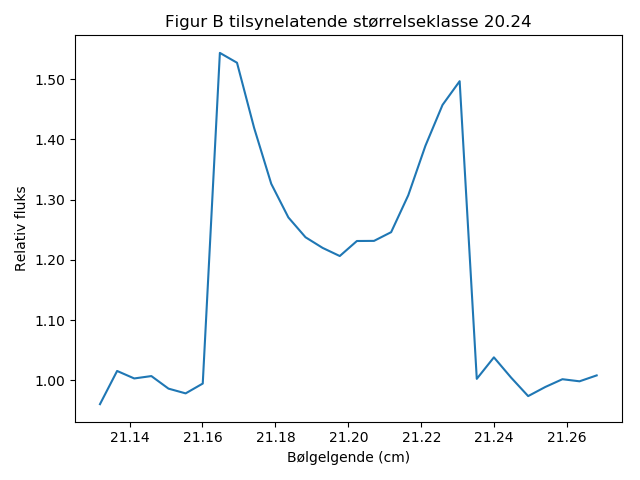 Figur B tilsynelatende størrelseklasse 20.24
Relativ fluks
1.50
1.40
1.30
1.20
1.10
1.00
21.14 21.16 21.18 21.20 21.22 21.24 21.26
Bølgelgende (cm)